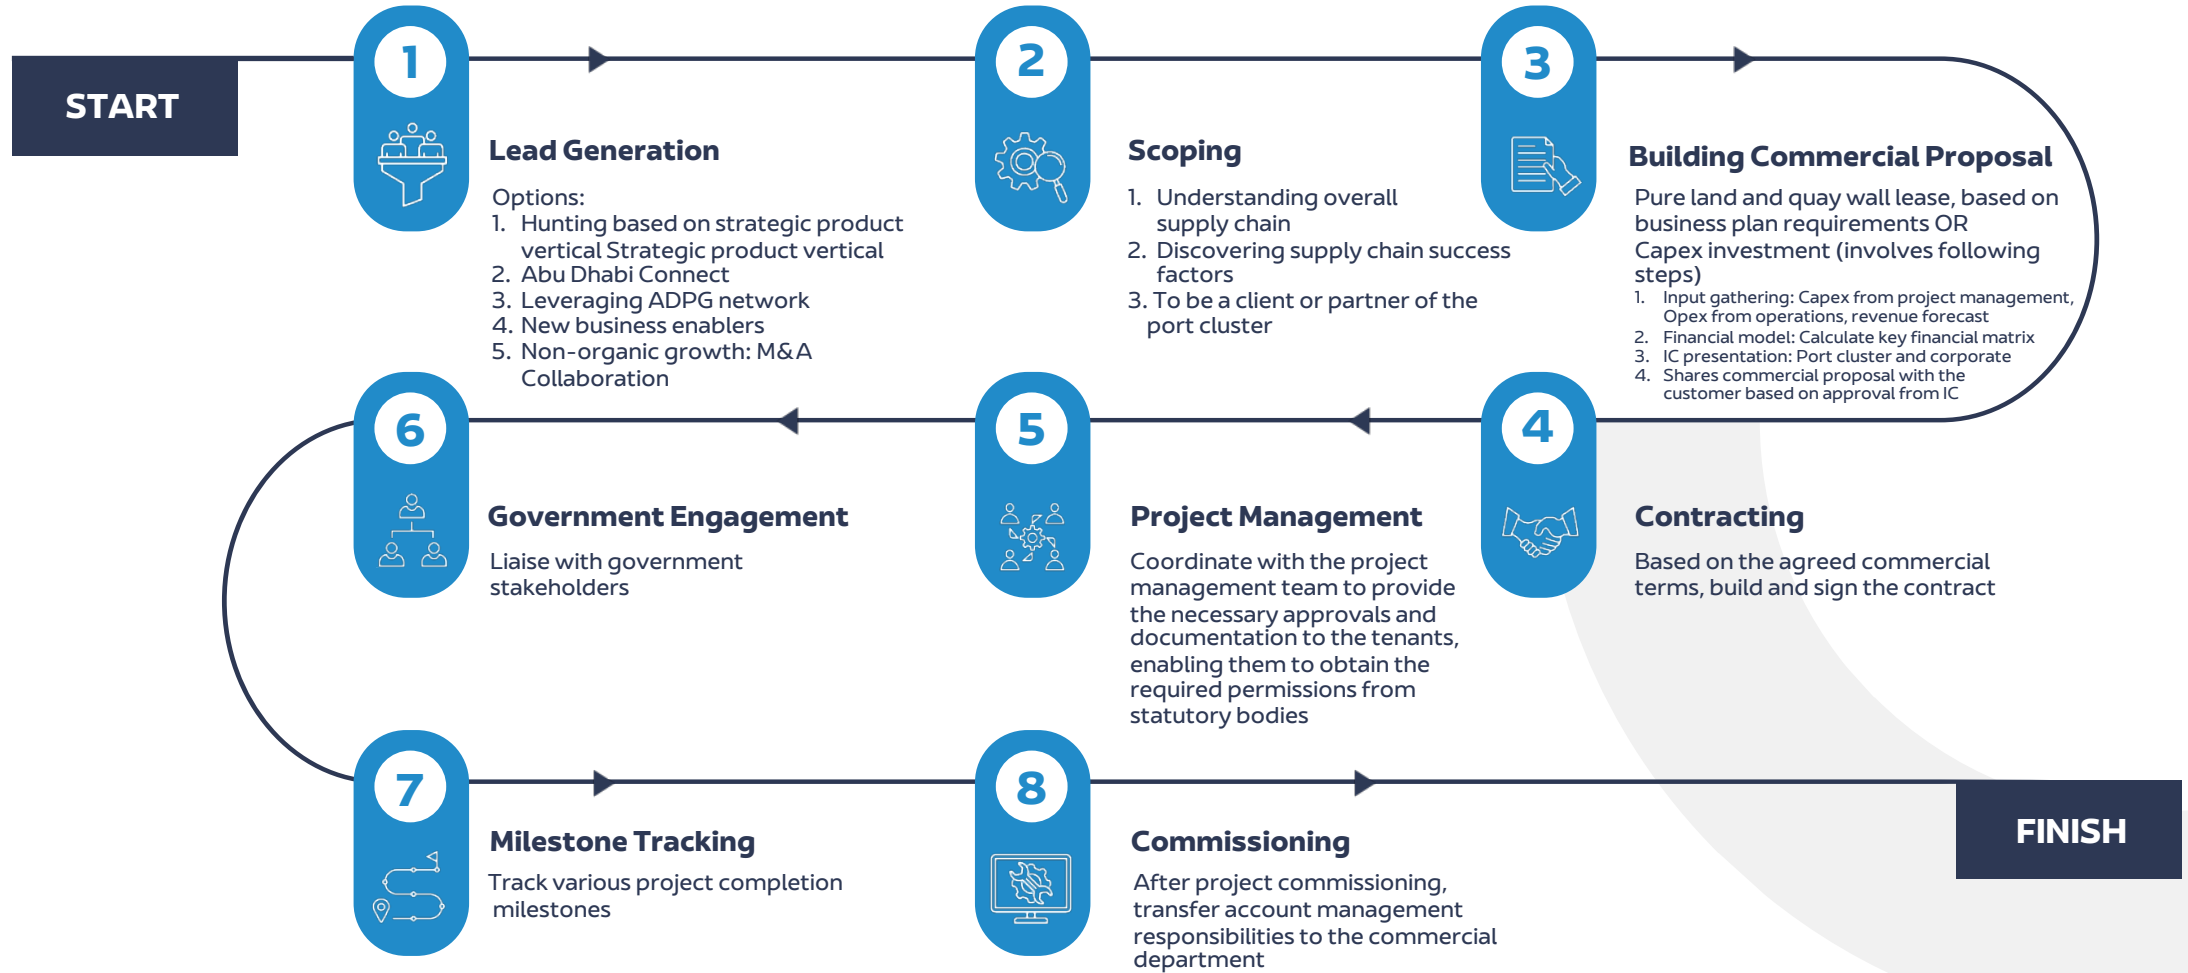 START
1
Lead Generation
Options:
1. Hunting based on strategic product
vertical Strategic product vertical
2. Abu Dhabi Connect
3. Leveraging ADPG network
4. New business enablers
5. Non-organic growth: M&A
Collaboration
2
Scoping
1. Understanding overall
supply chain
2. Discovering supply chain success
factors
3. To be a client or partner of the
port cluster
3
Building Commercial Proposal
Pure land and quay wall lease, based on
business plan requirements OR
Capex investment (involves following
steps)
1. Input gathering: Capex from project management,
Opex from operations, revenue forecast
2. Financial model: Calculate key financial matrix
3. IC presentation: Port cluster and corporate
4. Shares commercial proposal with the
customer based on approval from IC
4
Contracting
Based on the agreed commercial
terms, build and sign the contract
5
Project Management
Coordinate with the project
management team to provide
the necessary approvals and
documentation to the tenants,
enabling them to obtain the
required permissions from
statutory bodies
6
Government Engagement
Liaise with government
stakeholders
7
Milestone Tracking
Track various project completion
milestones
8
Commissioning
After project commissioning,
transfer account management
responsibilities to the commercial
department
FINISH